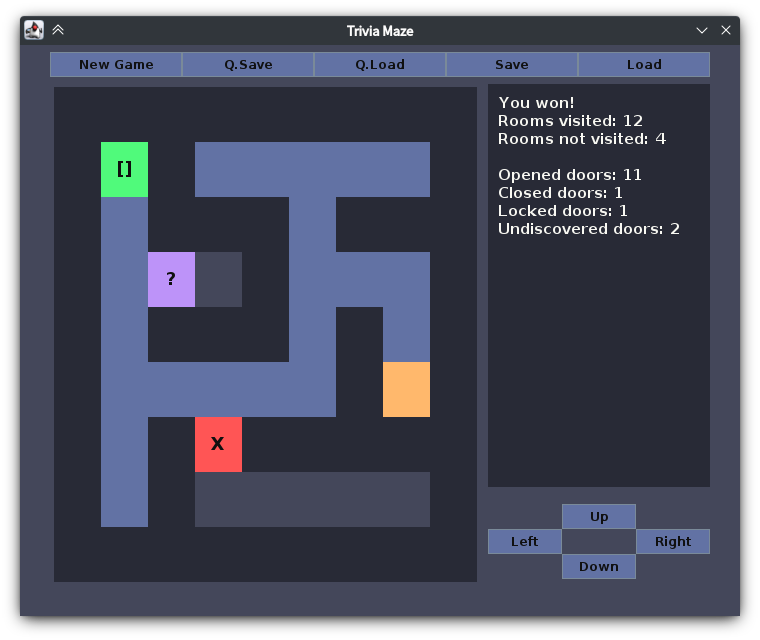 Trivia Maze
New Game Q.Save Q.Load Save Load
You won!
Rooms visited: 12
Rooms not visited: 4
Opened doors: 11
Closed doors: 1
Locked doors: 1
Undiscovered doors: 2
[]
?
X
Up
Left Right
Down